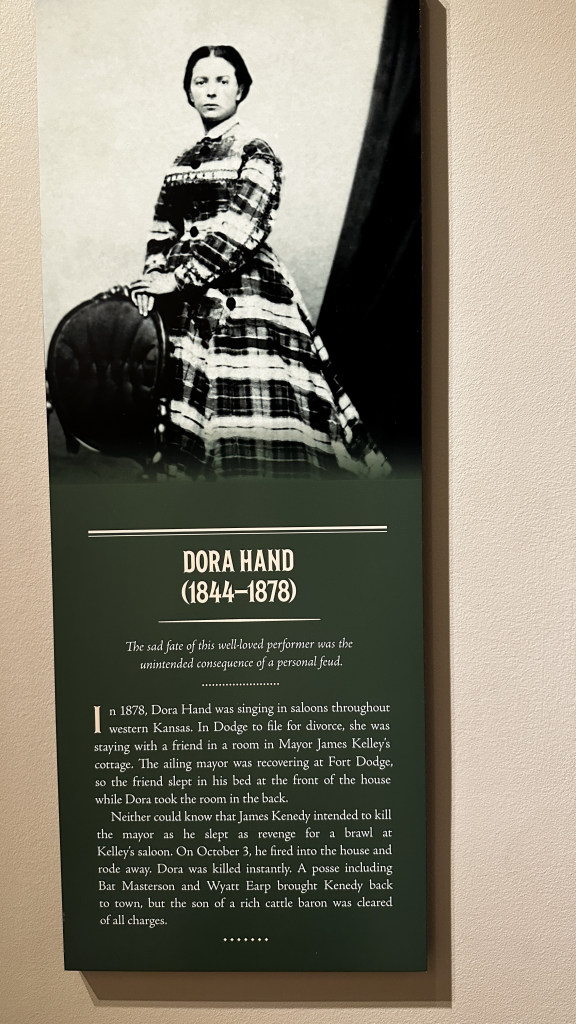 DORA HAND
(1844–1878)
The sad fate of this well-loved performer was the
unintended consequence of a personal feud.
In 1878, Dora Hand was singing in saloons throughout
western Kansas. In Dodge to file for divorce, she was
staying with a friend in a room in Mayor James Kelley's
cottage. The ailing mayor was recovering at Fort Dodge,
so the friend slept in his bed at the front of the house
while Dora took the room in the back.
Neither could know that James Kenedy intended to kill
the mayor as he slept as revenge for a brawl at
Kelley's saloon. On October 3, he fired into the house and
rode away. Dora was killed instantly. A posse including
Bat Masterson and Wyatt Earp brought Kenedy back
to town, but the son of a rich cattle baron was cleared
of all charges.